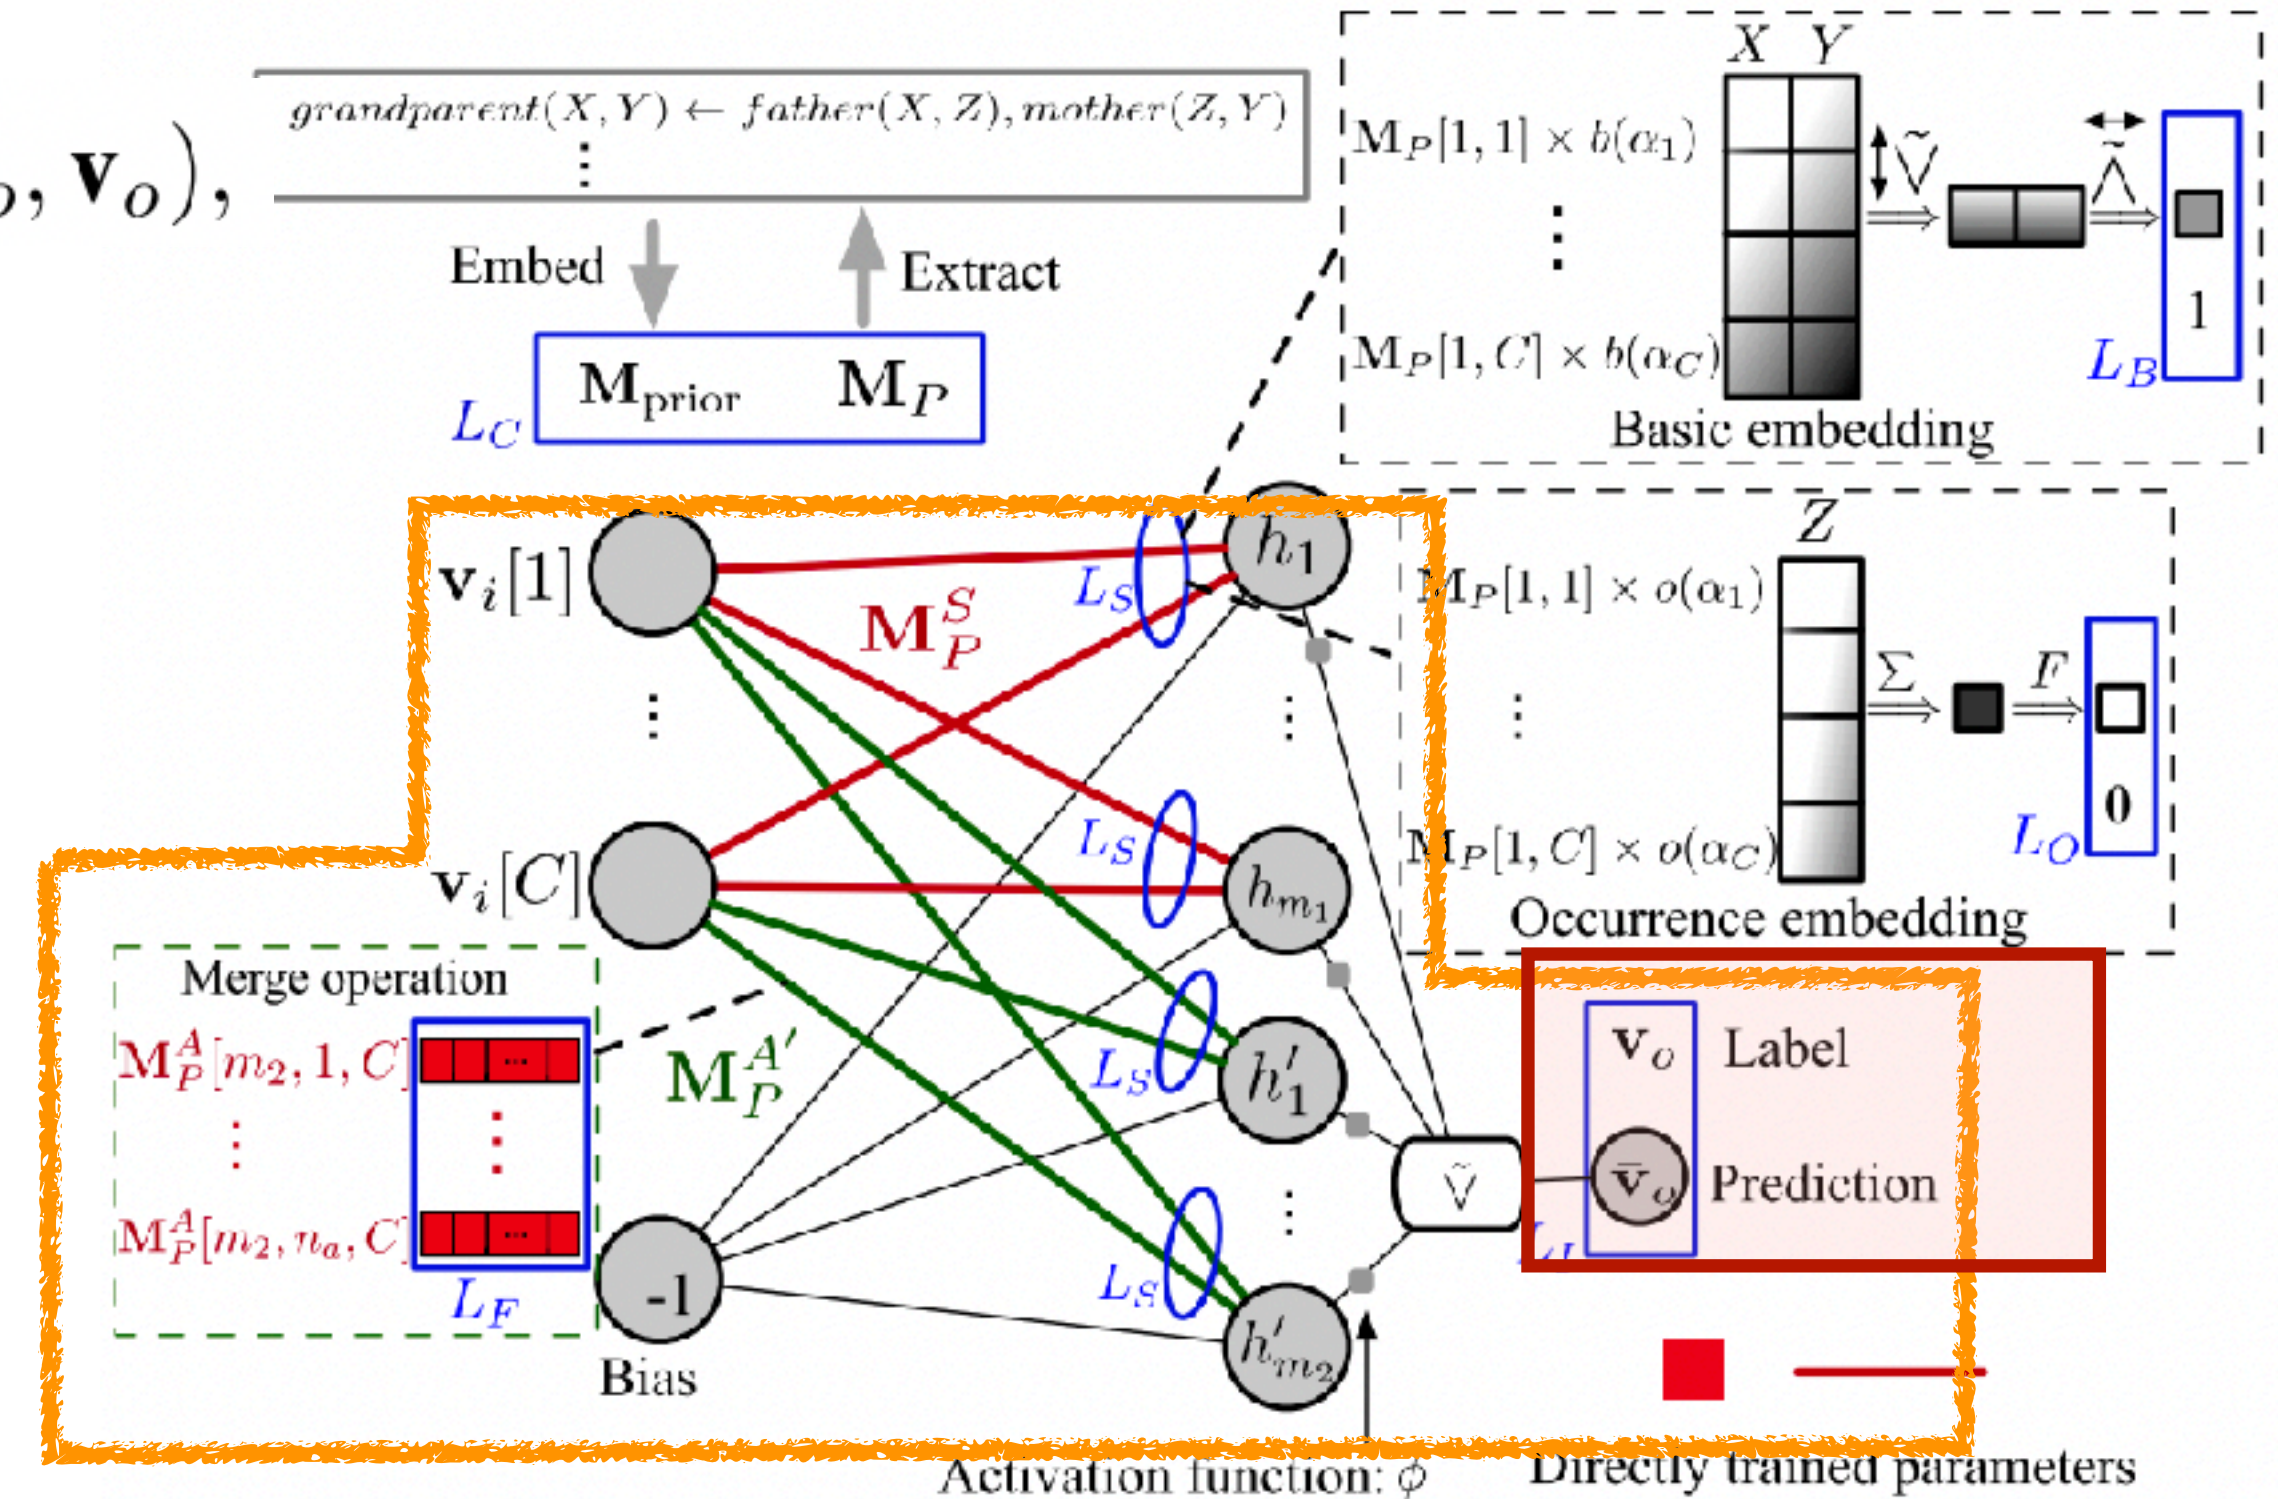 o, v_o),
grandparent(X, Y) ← father(X, Z), mother(Z, Y)
⋮
Embed
Extract
M_prior M_P
L_C
X Y
M_P[1, 1] × b(α_1)
⋮
M_P[1, C] × b(α_C)
Ṽ
Λ̃
1
L_B
Basic embedding
v_i[1]
⋮
v_i[C]
M_P^S
L_S
L_S
L_S
L_S
h_1
⋮
h_{m_1}
h'_1
⋮
h'_{m_2}
Z
M_P[1, 1] × o(α_1)
⋮
M_P[1, C] × o(α_C)
Σ
F
0
L_O
Occurrence embedding
Merge operation
M_P^A[m_2, 1, C]
...
⋮ ⋮
M_P^A[m_2, n_a, C]
...
L_F
M_P^{A'}
-1
Bias
Ṽ
v_o Label
v̄_o Prediction
Activation function: ϕ
Directly trained parameters